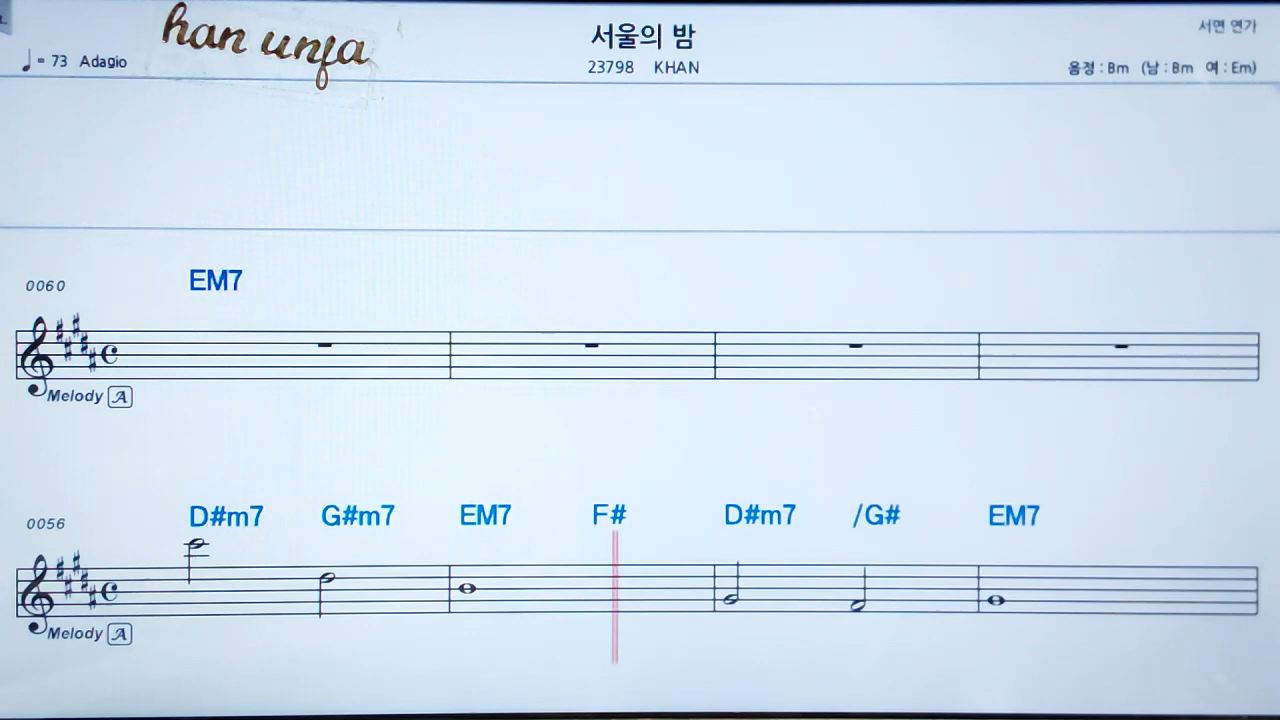 han unja
서울의 밤
서면 연가
♩= 73 Adagio
23798 KHAN
음정 : Bm (남 : Bm 여 : Em)
0060
EM7
Melody A
0056
D#m7 G#m7 EM7 F# D#m7 /G# EM7
Melody A